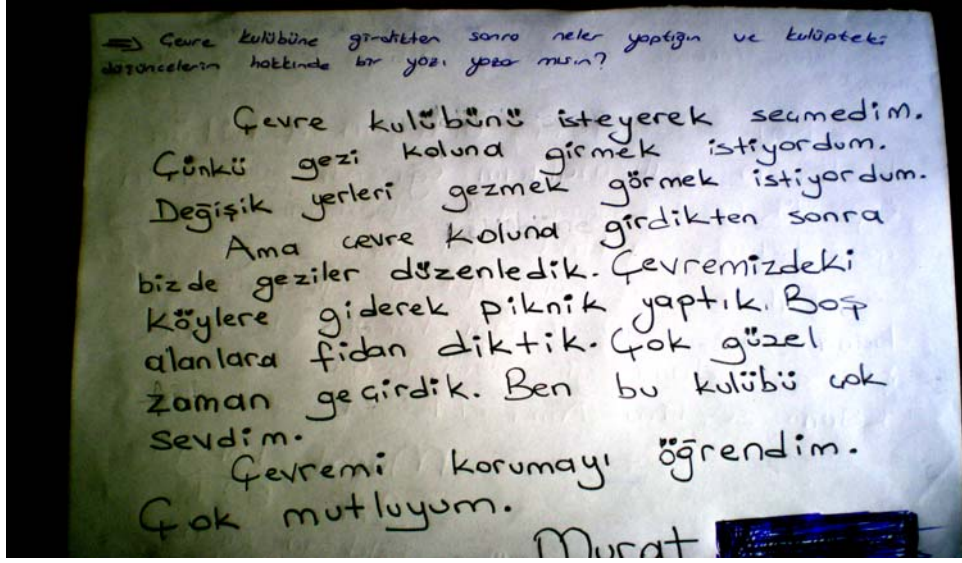 => Çevre kulübüne girdikten sonra neler yaptığın ve kulüpteki
düşüncelerin hakkında bir yazı yazar mısın?
Çevre kulübünü isteyerek seçmedim.
Çünkü gezi koluna girmek istiyordum.
Değişik yerleri gezmek görmek istiyordum.
Ama çevre koluna girdikten sonra
bizde geziler düzenledik. Çevremizdeki
köylere giderek piknik yaptık. Boş
alanlara fidan diktik. Çok güzel
zaman geçirdik. Ben bu kulübü çok
sevdim.
Çevremi korumayı öğrendim.
Çok mutluyum.
Murat